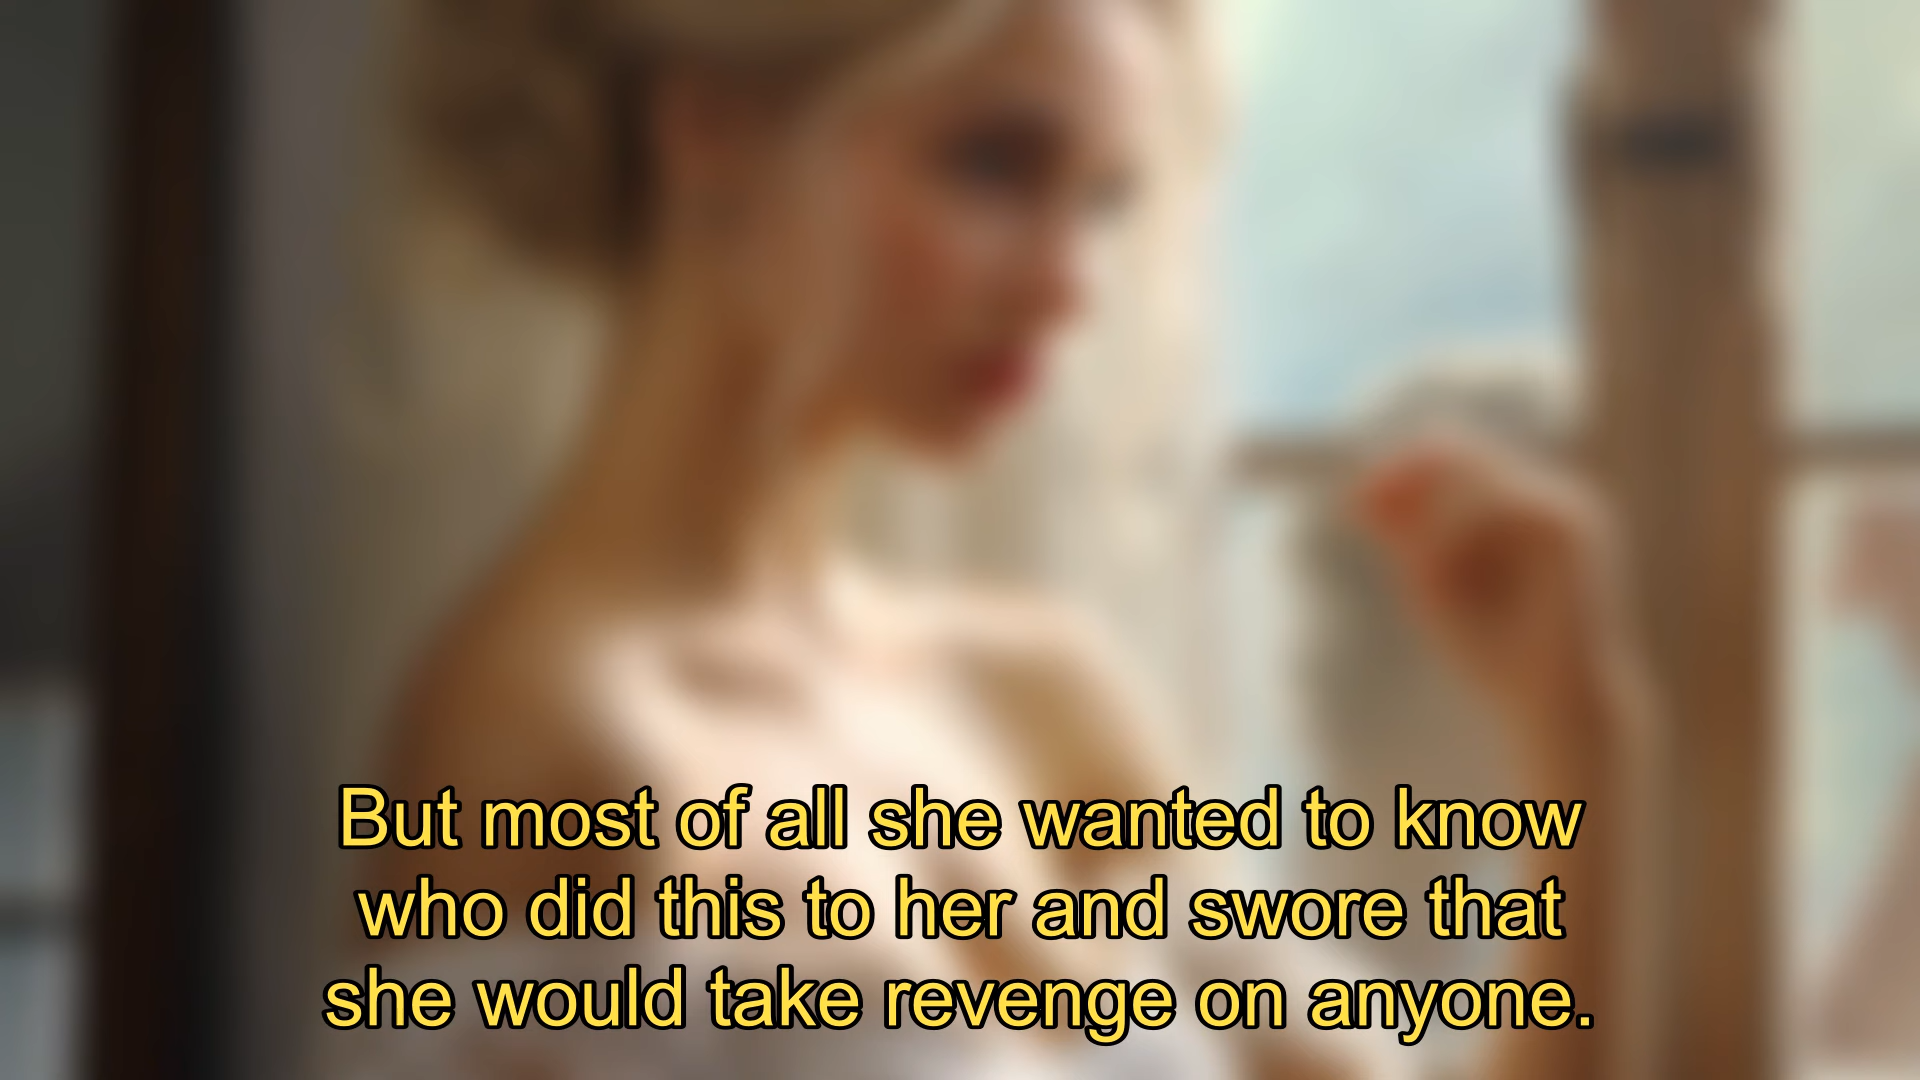 But most of all she wanted to know
who did this to her and swore that
she would take revenge on anyone.